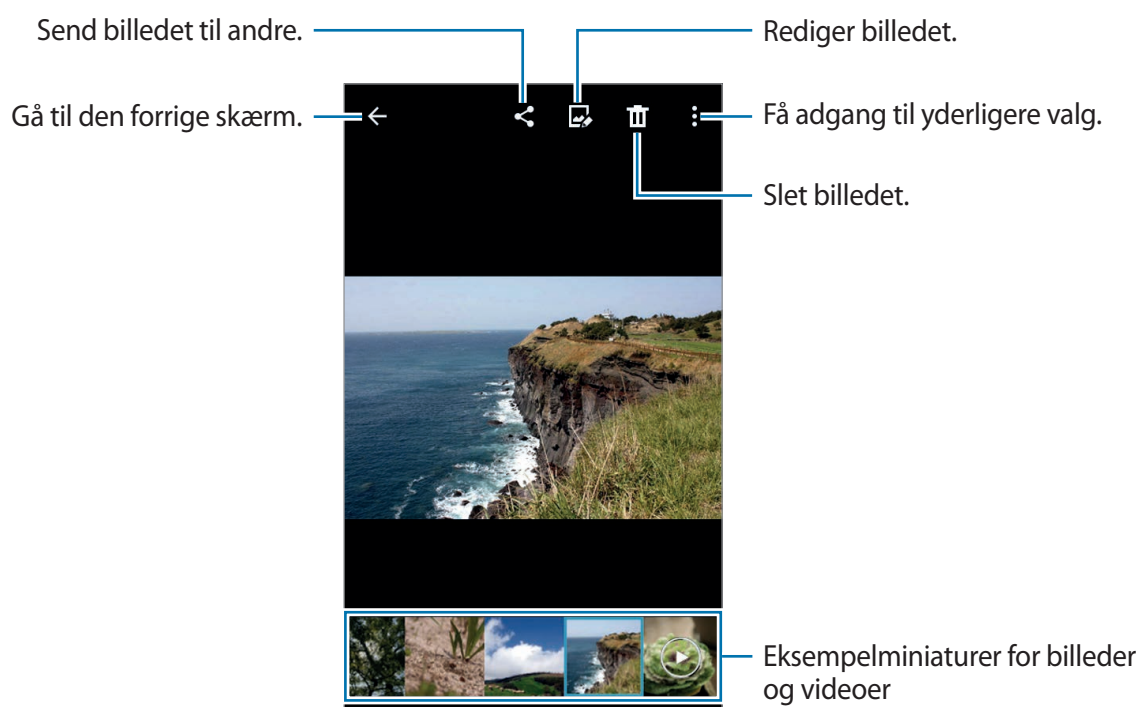 Send billedet til andre.
Rediger billedet.
Gå til den forrige skærm.
Få adgang til yderligere valg.
Slet billedet.
Eksempelminiaturer for billeder
og videoer